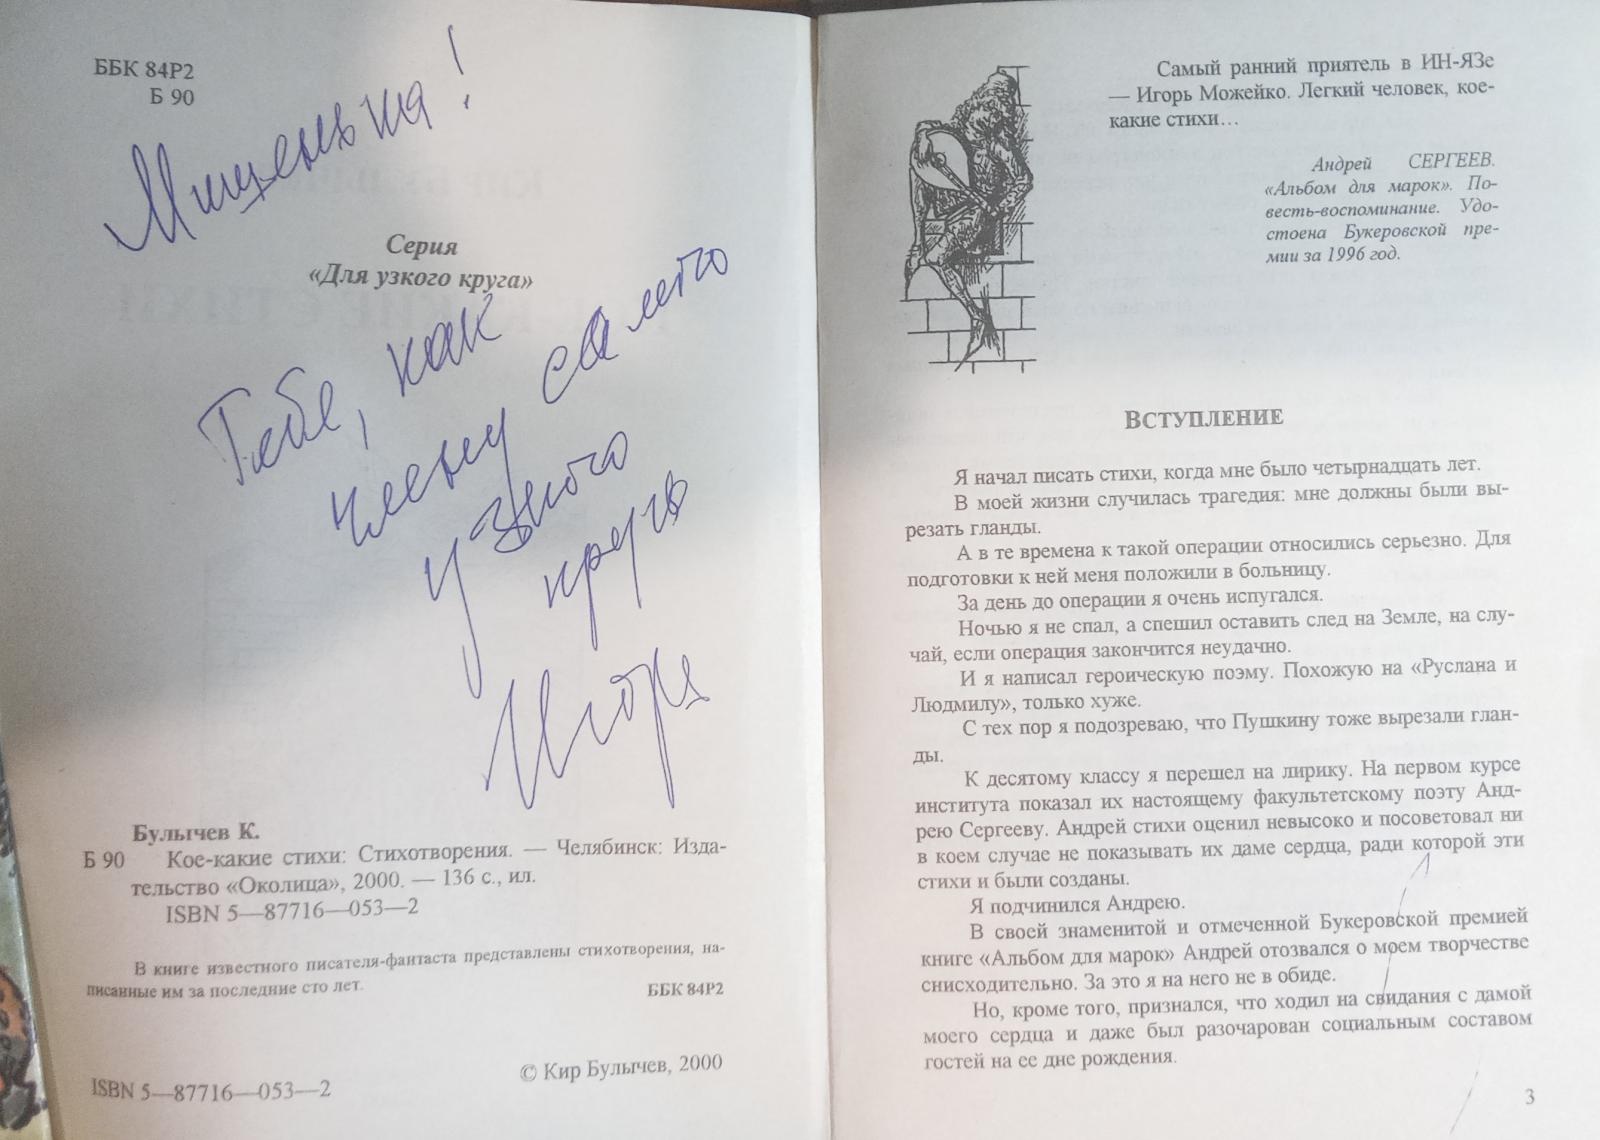 ББК 84Р2
Б 90
Мишенька!
Серия
«Для узкого круга»
Тебе, как
члену самого
узкого
круга
Игорь
Булычев К.
Б 90 Кое-какие стихи: Стихотворения. — Челябинск: Изда-
тельство «Околица», 2000. — 136 с., ил.
ISBN 5—87716—053—2
В книге известного писателя-фантаста представлены стихотворения, на-
писанные им за последние сто лет.
ББК 84Р2
© Кир Булычев, 2000
ISBN 5—87716—053—2
Самый ранний приятель в ИН-ЯЗе
— Игорь Можейко. Легкий человек, кое-
какие стихи…
Андрей СЕРГЕЕВ.
«Альбом для марок». По-
весть-воспоминание. Удо-
стоена Букеровской пре-
мии за 1996 год.
ВСТУПЛЕНИЕ
Я начал писать стихи, когда мне было четырнадцать лет.
В моей жизни случилась трагедия: мне должны были вы-
резать гланды.
А в те времена к такой операции относились серьезно. Для
подготовки к ней меня положили в больницу.
За день до операции я очень испугался.
Ночью я не спал, а спешил оставить след на Земле, на слу-
чай, если операция закончится неудачно.
И я написал героическую поэму. Похожую на «Руслана и
Людмилу», только хуже.
С тех пор я подозреваю, что Пушкину тоже вырезали глан-
ды.
К десятому классу я перешел на лирику. На первом курсе
института показал их настоящему факультетскому поэту Анд-
рею Сергееву. Андрей стихи оценил невысоко и посоветовал ни
в коем случае не показывать их даме сердца, ради которой эти
стихи и были созданы.
Я подчинился Андрею.
В своей знаменитой и отмеченной Букеровской премией
книге «Альбом для марок» Андрей отозвался о моем творчестве
снисходительно. За это я на него не в обиде.
Но, кроме того, признался, что ходил на свидания с дамой
моего сердца и даже был разочарован социальным составом
гостей на ее дне рождения.
3